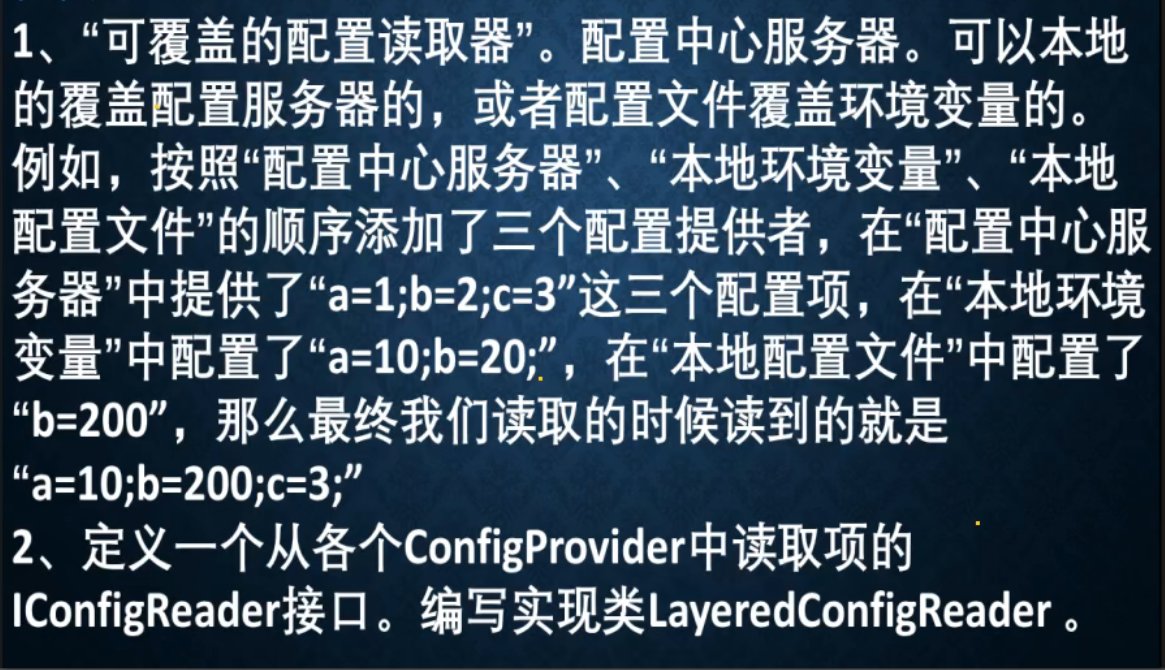 1、“可覆盖的配置读取器”。配置中心服务器。可以本地
的覆盖配置服务器的，或者配置文件覆盖环境变量的。
例如，按照“配置中心服务器”、“本地环境变量”、“本地
配置文件”的顺序添加了三个配置提供者，在“配置中心服
务器”中提供了“a=1;b=2;c=3”这三个配置项，在“本地环境
变量”中配置了“a=10;b=20;”，在“本地配置文件”中配置了
“b=200”，那么最终我们读取的时候读到的就是
“a=10;b=200;c=3;”
2、定义一个从各个ConfigProvider中读取项的
IConfigReader接口。编写实现类LayeredConfigReader 。